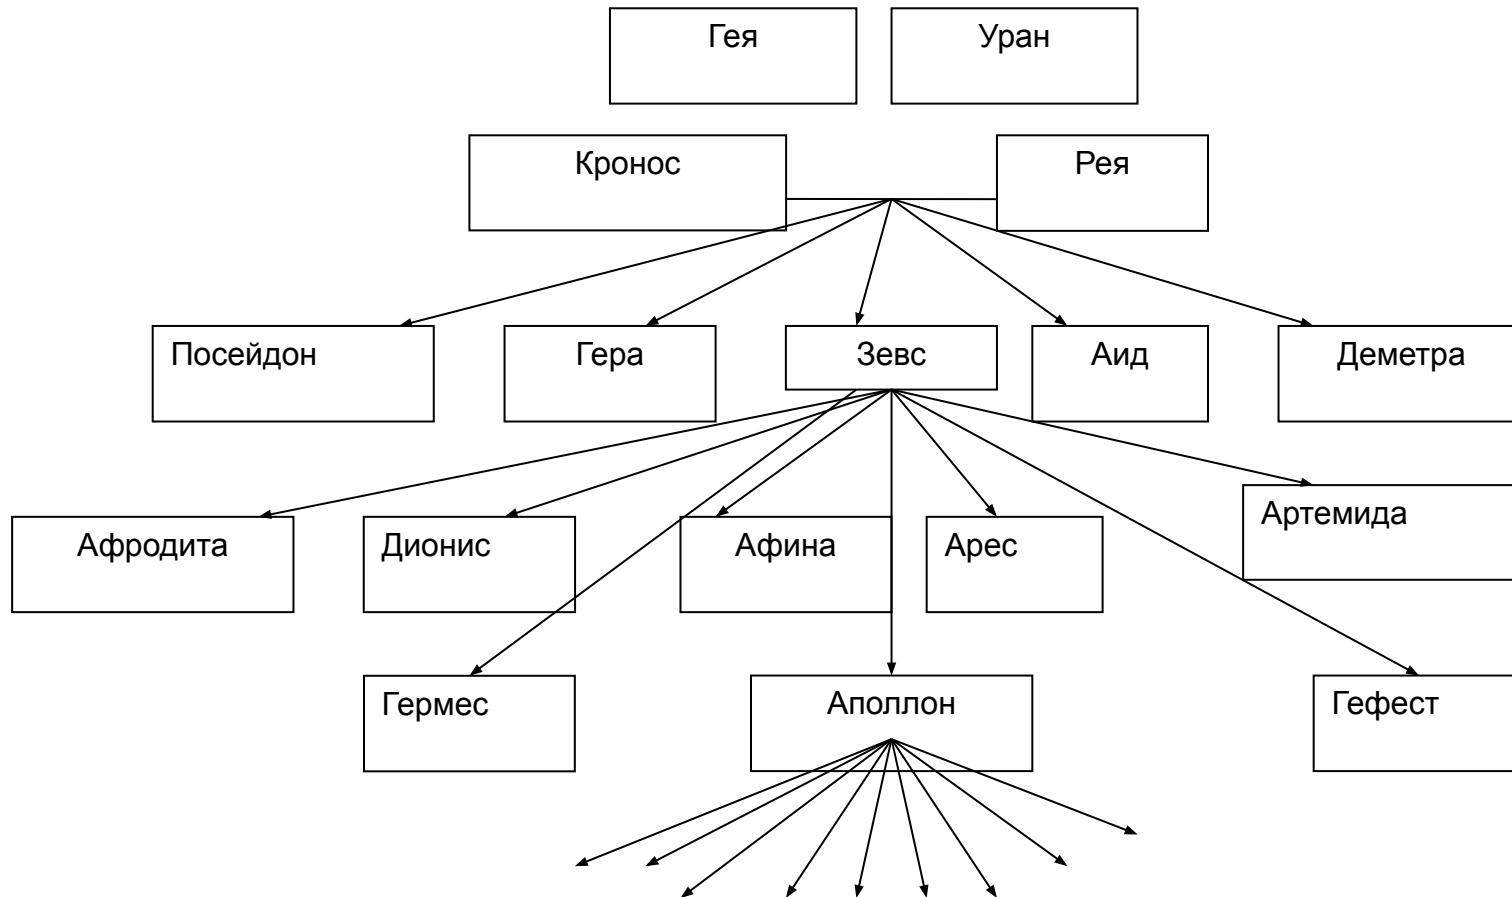 Гея
Уран
Кронос
Рея
Посейдон
Гера
Зевс
Аид
Деметра
Афродита
Дионис
Афина
Арес
Артемида
Гермес
Аполлон
Гефест